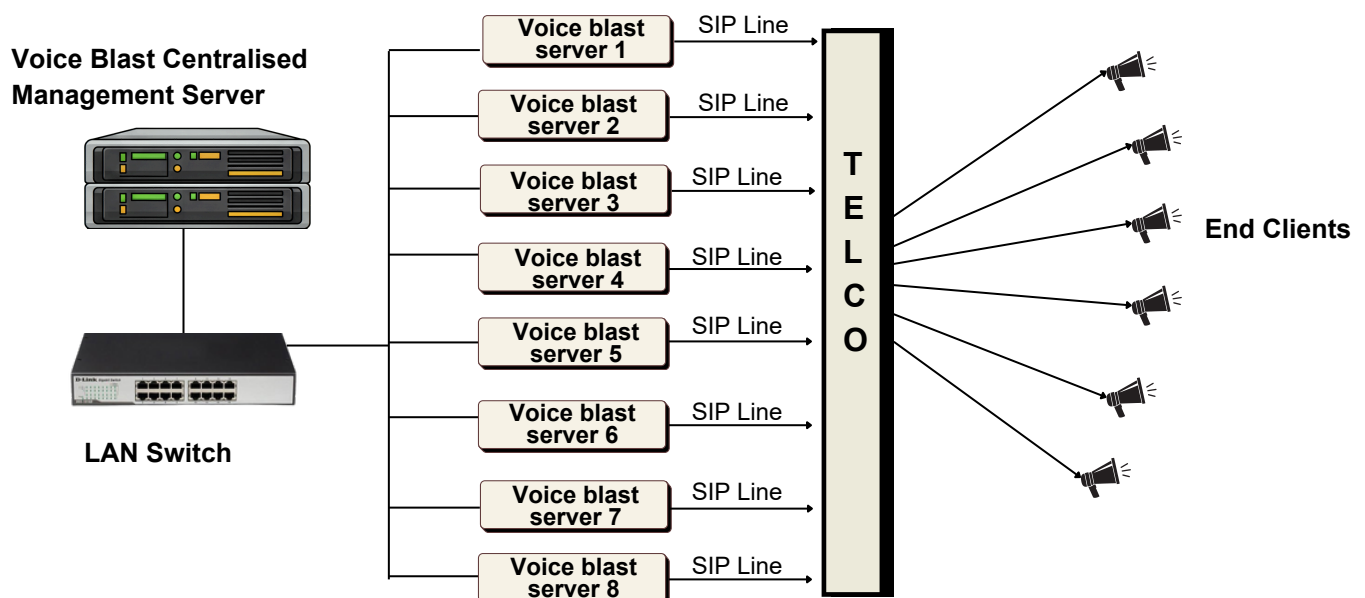 Voice Blast Centralised
Management Server
LAN Switch
D-Link
Voice blast
server 1
SIP Line
Voice blast
server 2
SIP Line
Voice blast
server 3
SIP Line
Voice blast
server 4
SIP Line
Voice blast
server 5
SIP Line
Voice blast
server 6
SIP Line
Voice blast
server 7
SIP Line
Voice blast
server 8
SIP Line
TELCO
End Clients